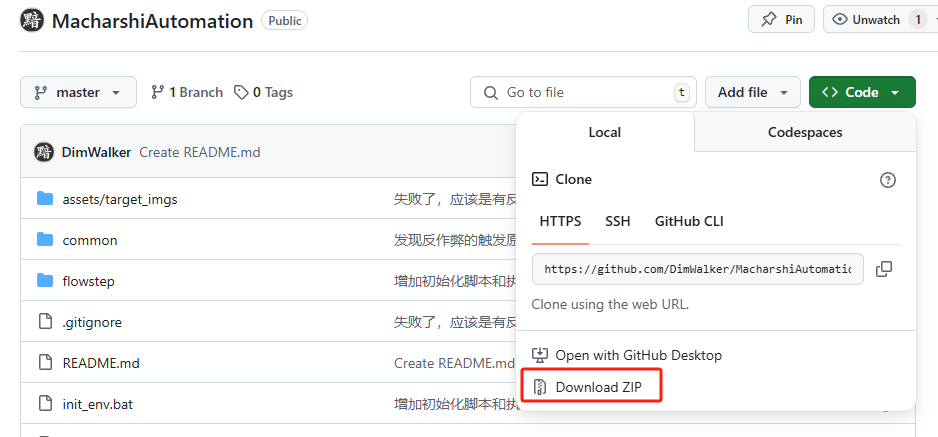 MacharshiAutomation Public Pin Unwatch 1
master 1 Branch 0 Tags Go to file t Add file Code
Local Codespaces
DimWalker Create README.md
Clone
assets/target_imgs 失败了，应该是有反
HTTPS SSH GitHub CLI
common 发现反作弊的触发原
https://github.com/DimWalker/MacharshiAutomatic
flowstep 增加初始化脚本和执
Clone using the web URL.
.gitignore 失败了，应该是有反
Open with GitHub Desktop
README.md Create README.md
Download ZIP
init_env.bat 增加初始化脚本和执